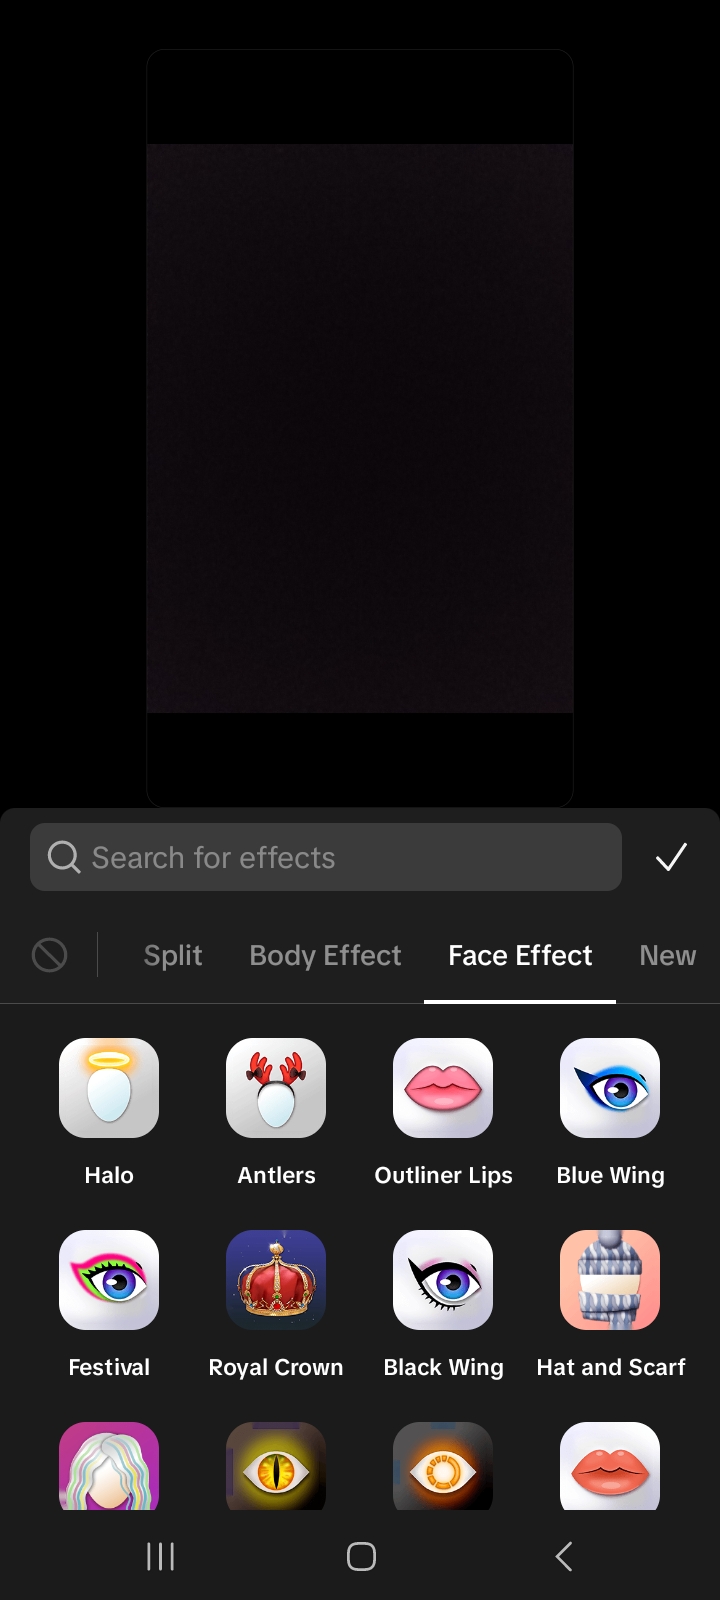 Search for effects
Split Body Effect Face Effect New
Halo Antlers Outliner Lips Blue Wing
Festival Royal Crown Black Wing Hat and Scarf